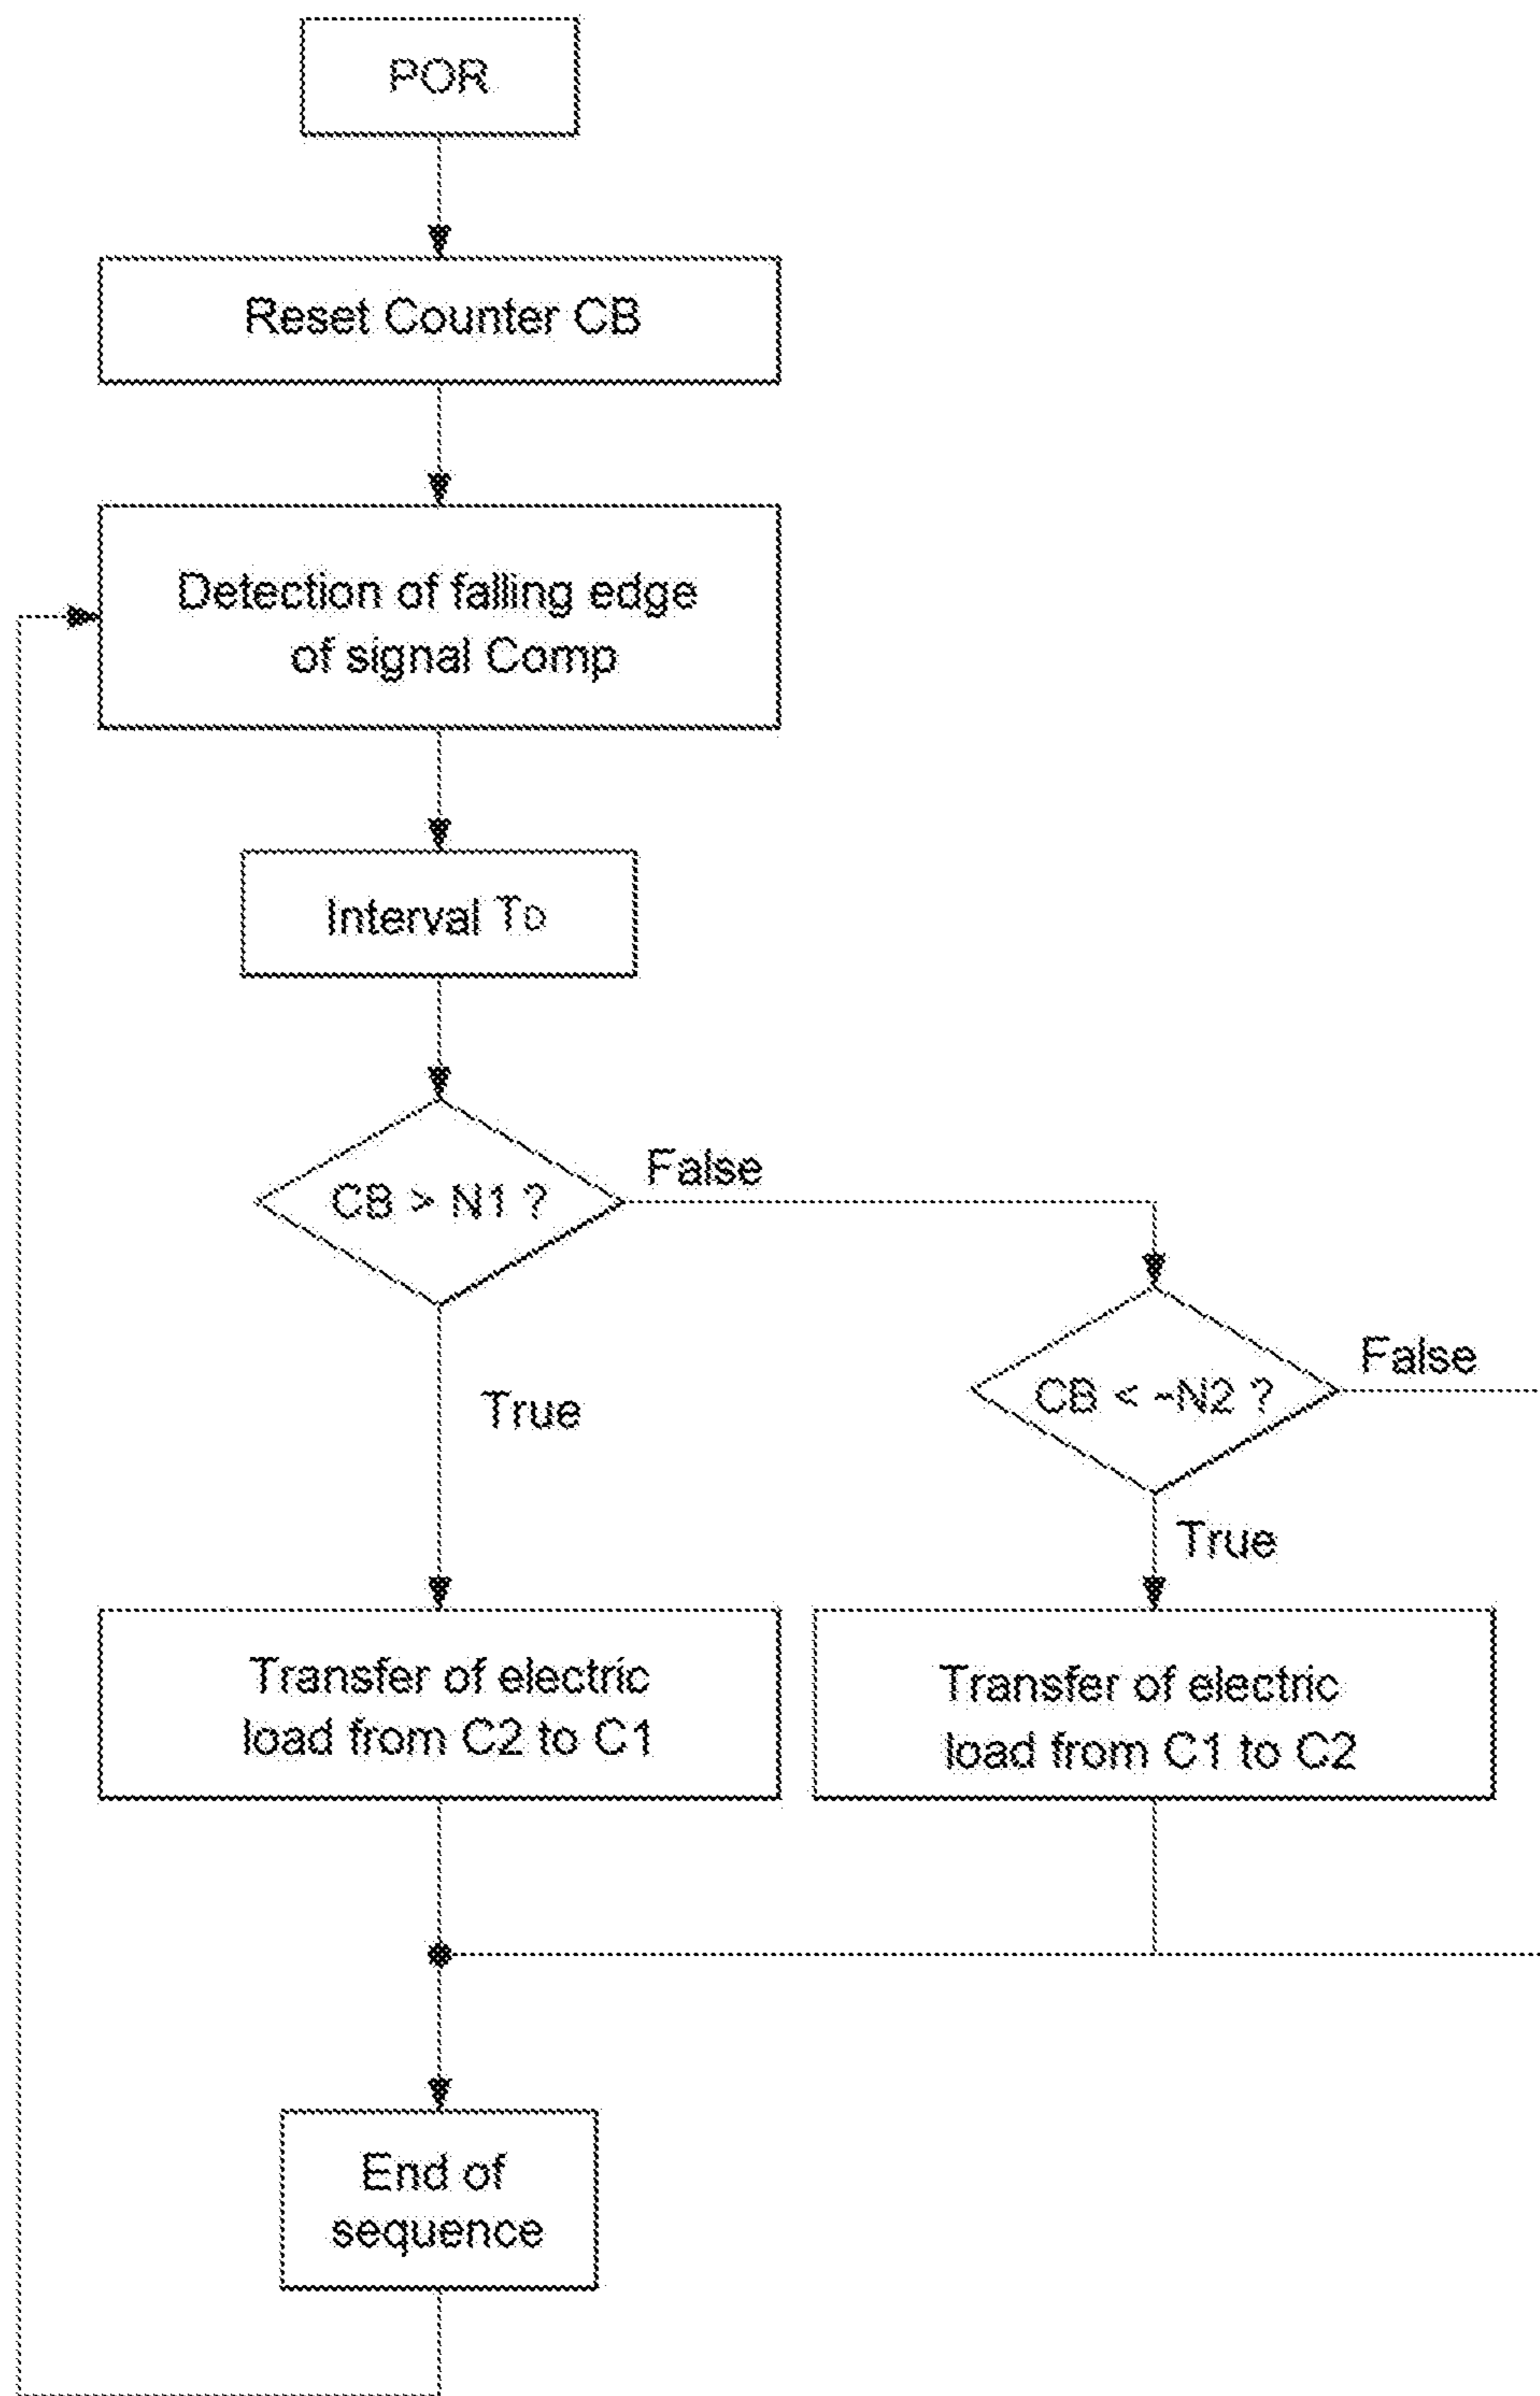 POR
Reset Counter CB
Detection of falling edge
of signal Comp
Interval TD
CB > N1 ?
False
CB < -N2 ?
False
True
True
Transfer of electric
load from C2 to C1
Transfer of electric
load from C1 to C2
End of
sequence